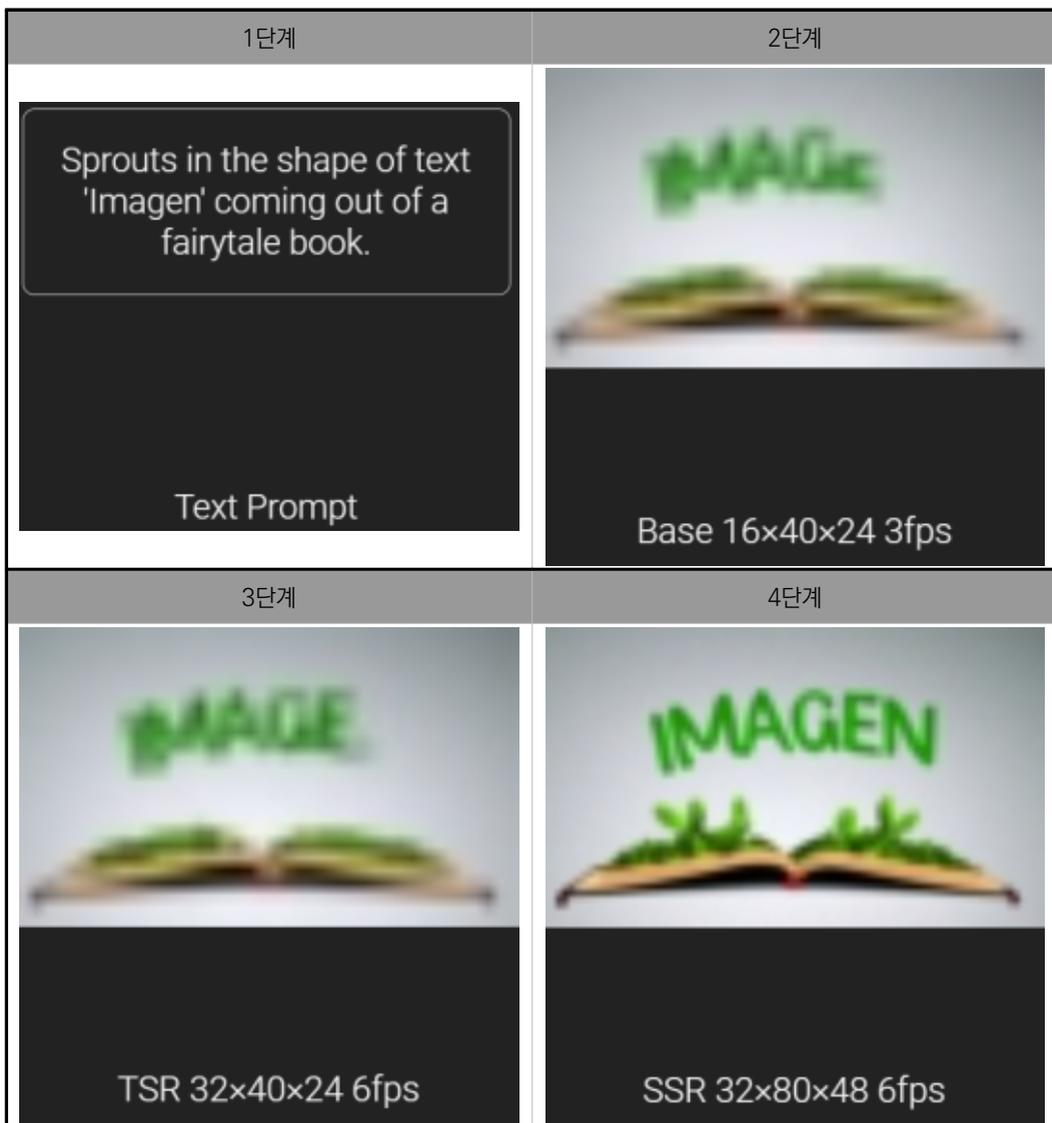 1단계
2단계
Sprouts in the shape of text
'Imagen' coming out of a
fairytale book.
Text Prompt
IMAGE
Base 16×40×24 3fps
3단계
4단계
IMAGE
TSR 32×40×24 6fps
IMAGEN
SSR 32×80×48 6fps